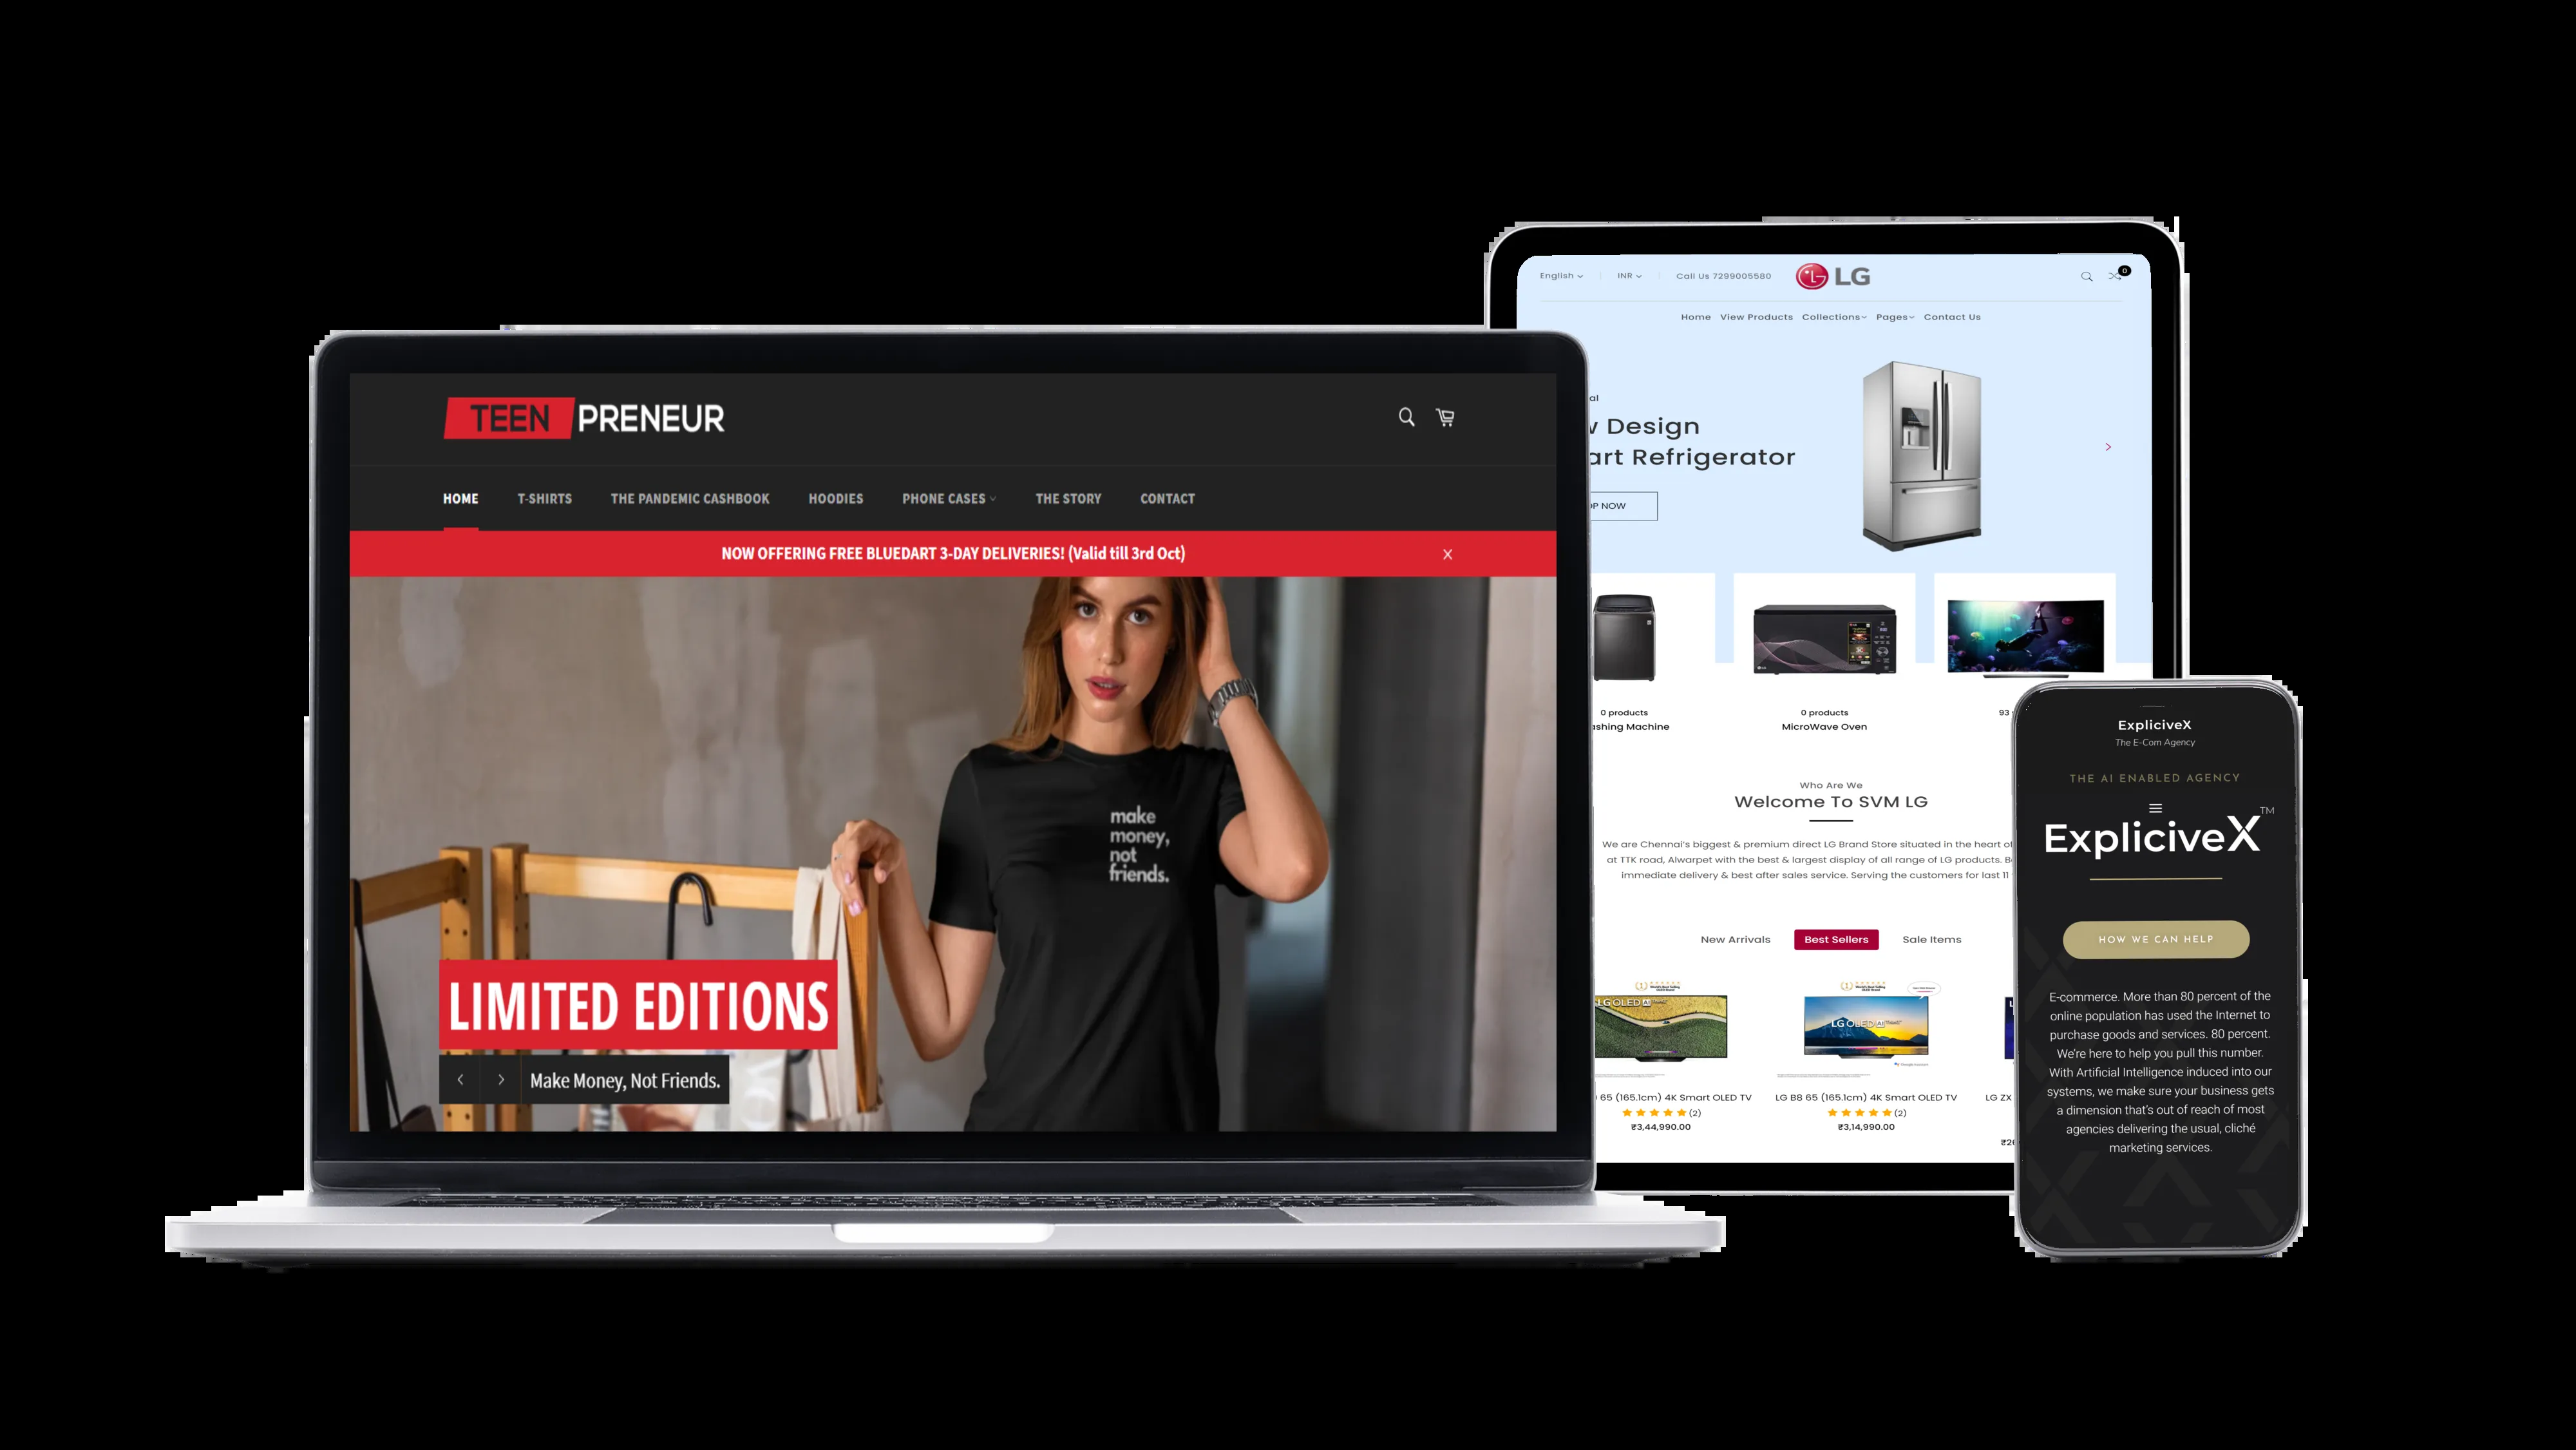 TEEN PRENEUR
HOME T-SHIRTS THE PANDEMIC CASHBOOK HOODIES PHONE CASES THE STORY CONTACT
NOW OFFERING FREE BLUEDART 3-DAY DELIVERIES! (Valid till 3rd Oct) X
make
money,
not
friends.
LIMITED EDITIONS
Make Money, Not Friends.
English INR Call Us 7299005580 LG 0
Home View Products Collections Pages Contact Us
al
w Design
art Refrigerator
OP NOW
0 products 0 products 93
ashing Machine MicroWave Oven
Who Are We
Welcome To SVM LG
We are Chennai's biggest & premium direct LG Brand Store situated in the heart of
at TTK road, Alwarpet with the best & largest display of all range of LG products. B
immediate delivery & best after sales service. Serving the customers for last 11
New Arrivals Best Sellers Sale Items
LG OLED AI LG OLED AI
65 (165.1cm) 4K Smart OLED TV LG B8 65 (165.1cm) 4K Smart OLED TV LG ZX
(2) (2)
₹3,44,990.00 ₹3,14,990.00 ₹26
ExpliciveX
The E-Com Agency
THE AI ENABLED AGENCY
ExpliciveX™
HOW WE CAN HELP
E-commerce. More than 80 percent of the
online population has used the Internet to
purchase goods and services. 80 percent.
We're here to help you pull this number.
With Artificial Intelligence induced into our
systems, we make sure your business gets
a dimension that's out of reach of most
agencies delivering the usual, cliché
marketing services.